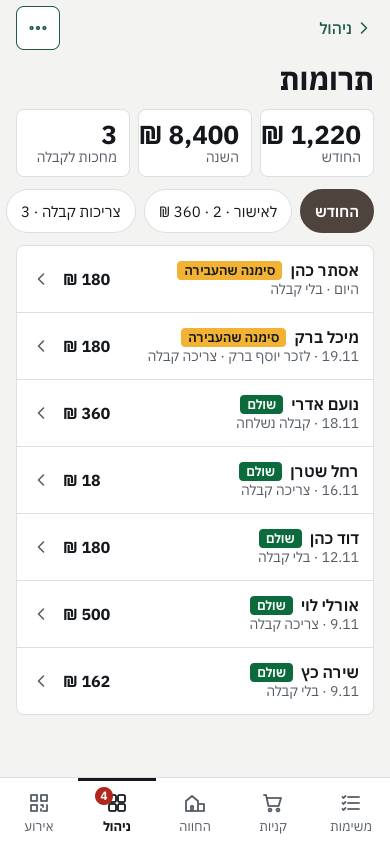 ניהול
תרומות
1,220 ₪
החודש
8,400 ₪
השנה
3
מחכות לקבלה
החודש
לאישור · 2 · 360 ₪
צריכות קבלה · 3
אסתר כהן סימנה שהעבירה
היום · בלי קבלה
180 ₪
מיכל ברק סימנה שהעבירה
19.11 · לזכר יוסף ברק · צריכה קבלה
180 ₪
נועם אדרי שולם
18.11 · קבלה נשלחה
360 ₪
רחל שטרן שולם
16.11 · צריכה קבלה
18 ₪
דוד כהן שולם
12.11 · בלי קבלה
180 ₪
אורלי לוי שולם
9.11 · צריכה קבלה
500 ₪
שירה כץ שולם
9.11 · בלי קבלה
162 ₪
משימות
קניות
החווה
4
ניהול
אירוע